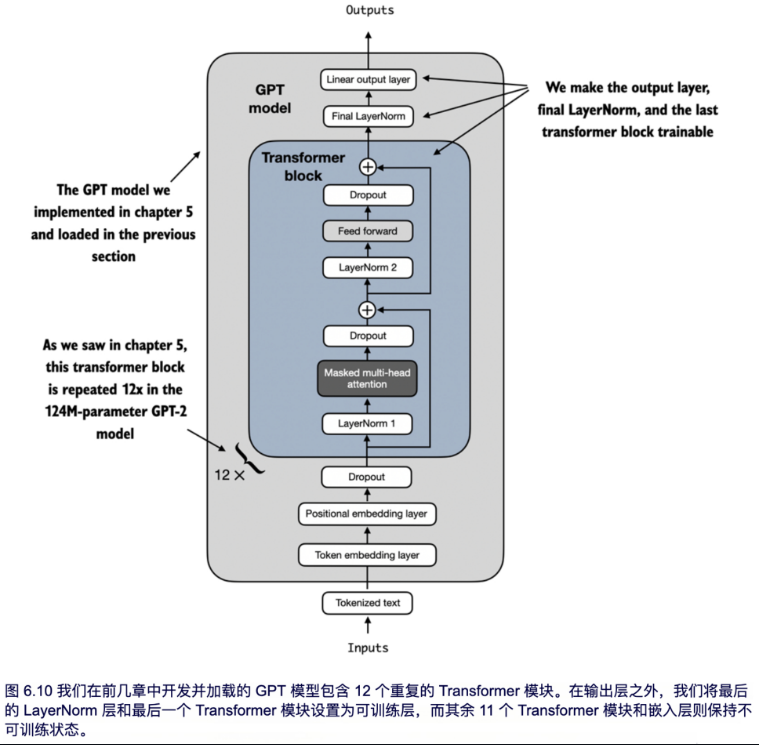 Outputs
Linear output layer
GPT
model
Final LayerNorm
We make the output layer,
final LayerNorm, and the last
transformer block trainable
Transformer
block
Dropout
Feed forward
LayerNorm 2
The GPT model we
implemented in chapter 5
and loaded in the previous
section
Dropout
Masked multi-head
attention
LayerNorm 1
As we saw in chapter 5,
this transformer block
is repeated 12x in the
124M-parameter GPT-2
model
12 ×
Dropout
Positional embedding layer
Token embedding layer
Tokenized text
Inputs
图 6.10 我们在前几章中开发并加载的 GPT 模型包含 12 个重复的 Transformer 模块。在输出层之外，我们将最后
的 LayerNorm 层和最后一个 Transformer 模块设置为可训练层，而其余 11 个 Transformer 模块和嵌入层则保持不
可训练状态。